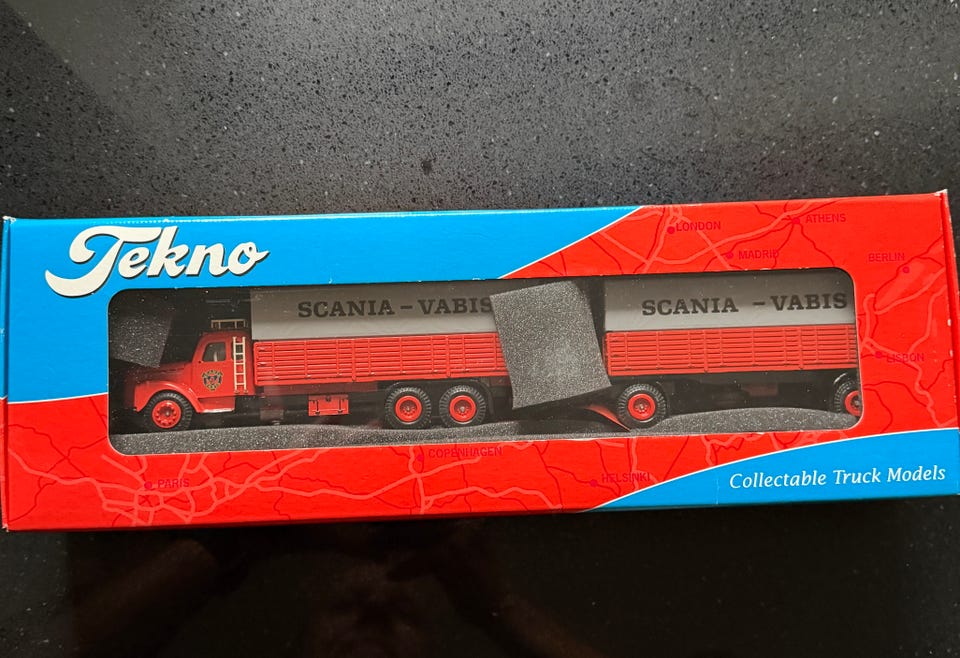 Tekno
LONDON
ATHENS
MADRID
BERLIN
SCANIA - VABIS
SCANIA - VABIS
LISBON
COPENHAGEN
PARIS
HELSINKI
Collectable Truck Models